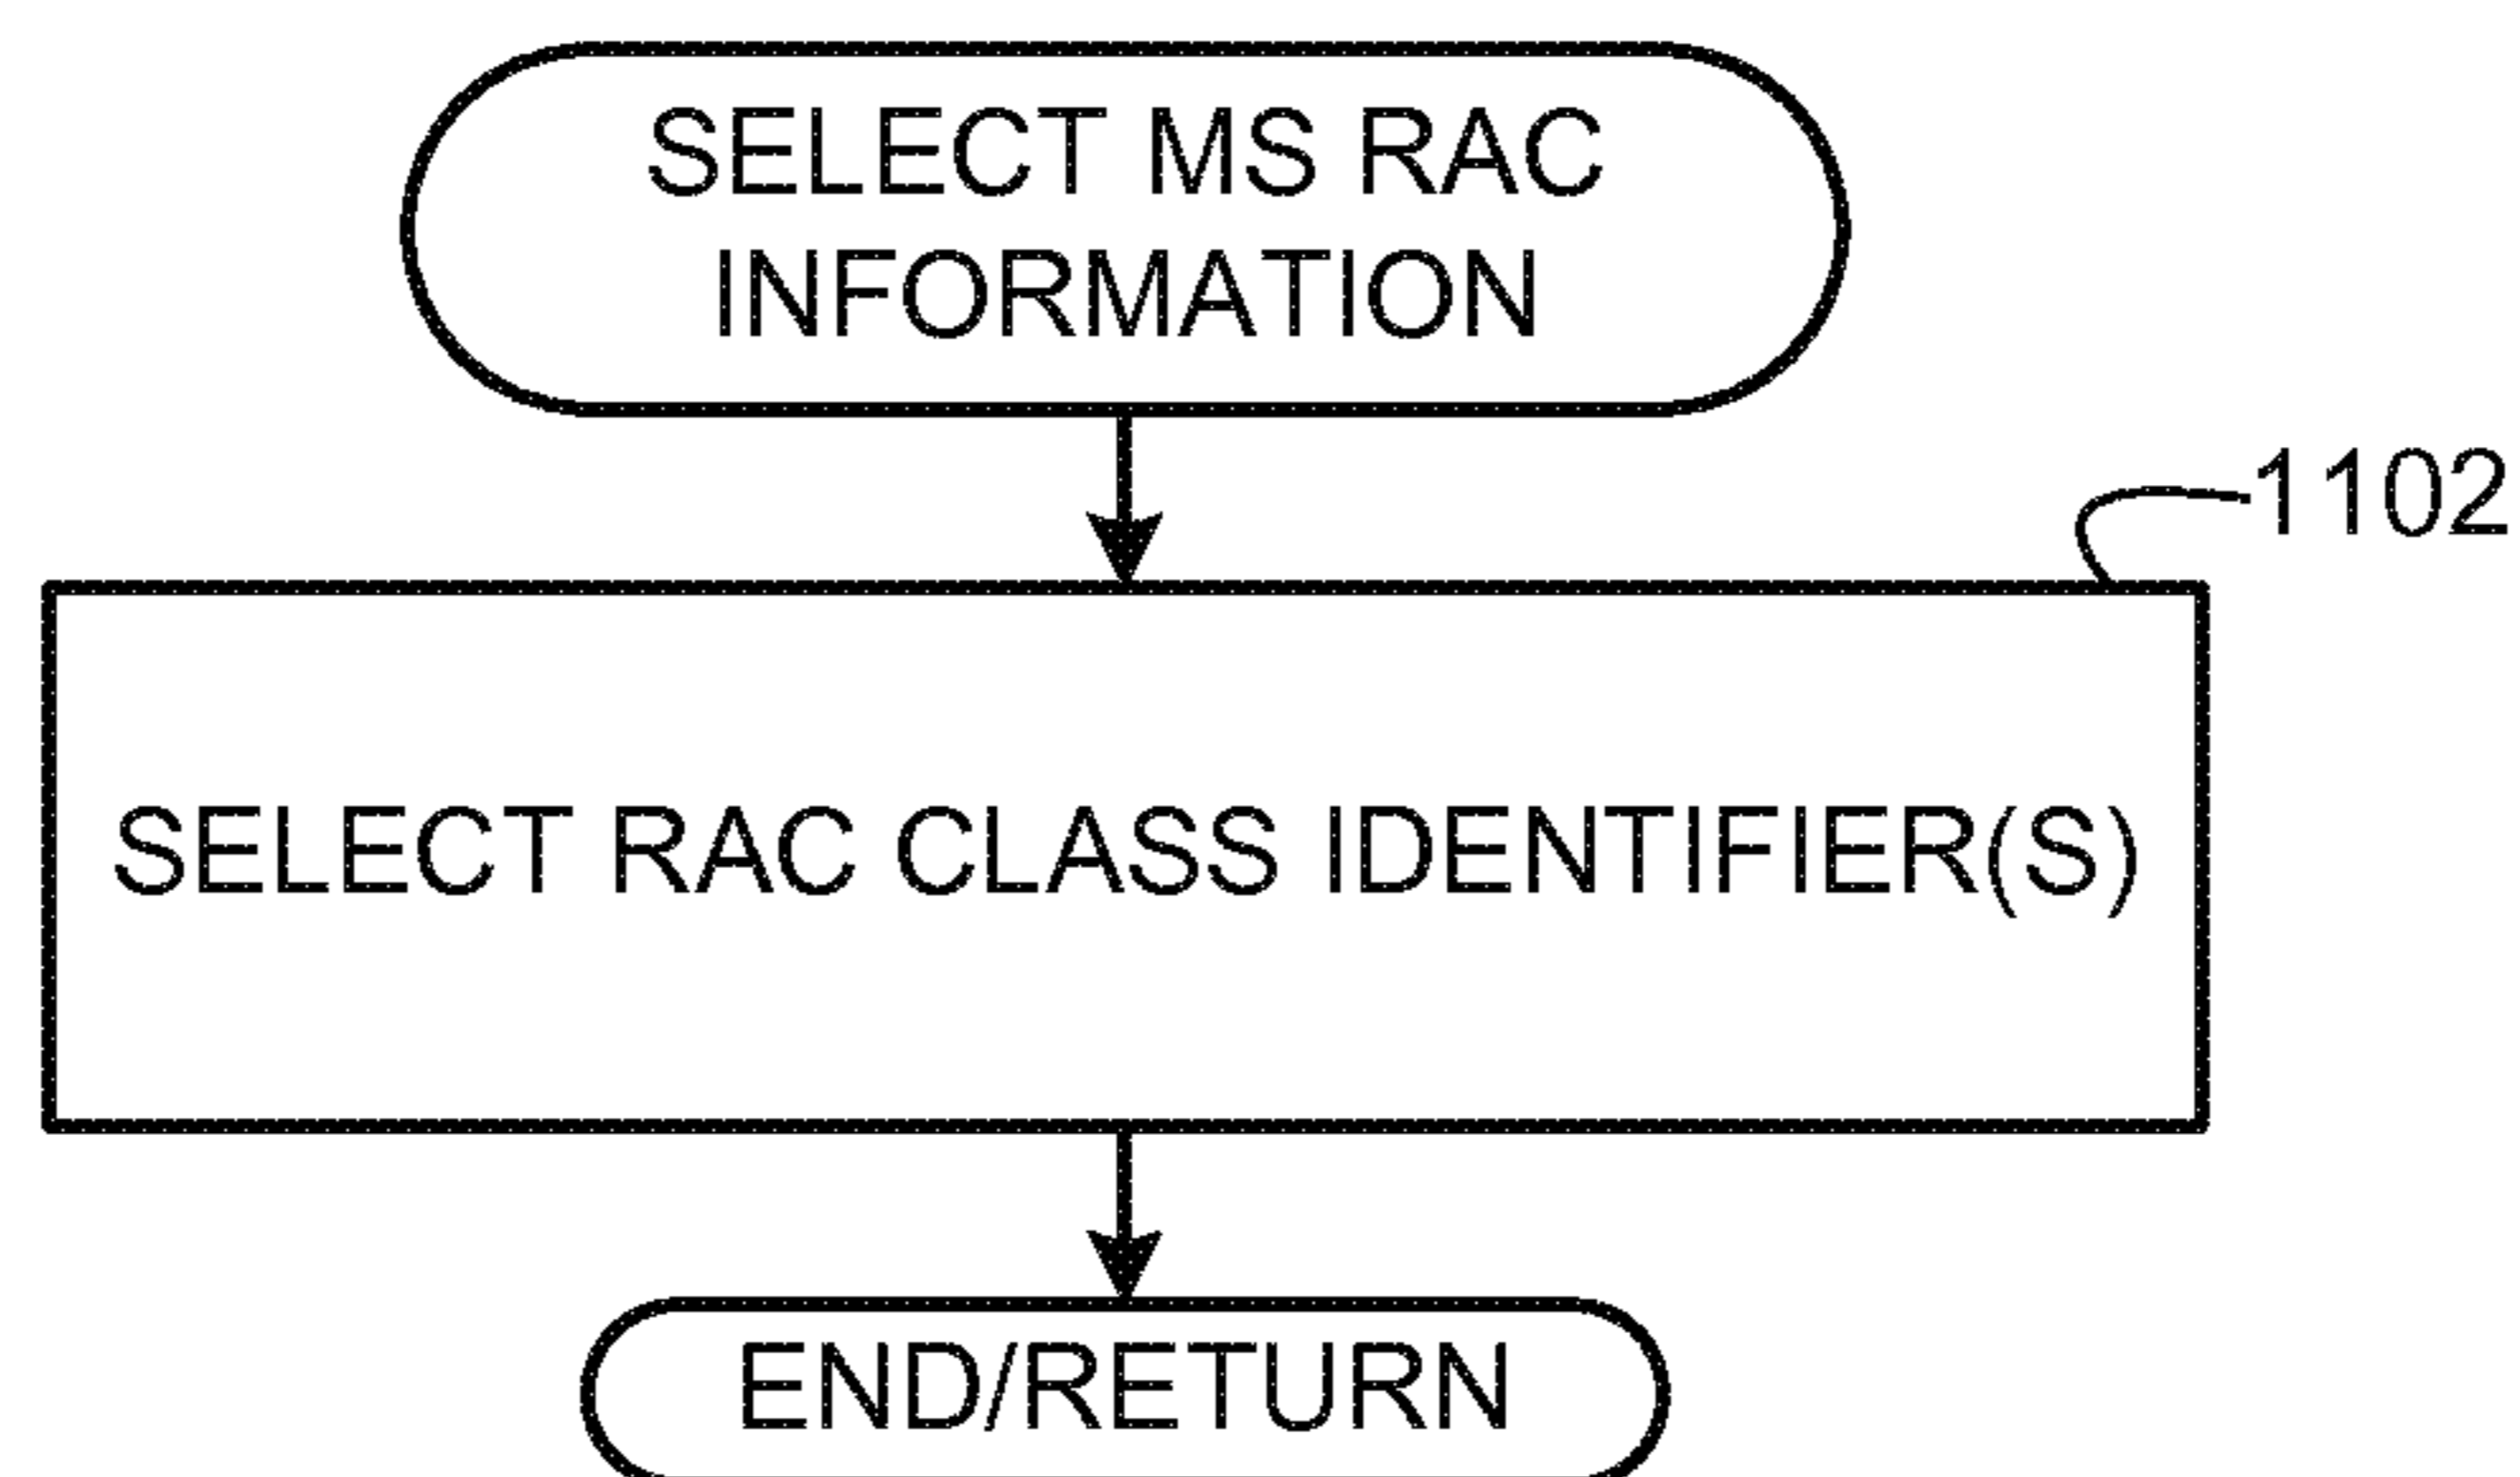 SELECT MS RAC
INFORMATION
1102
SELECT RAC CLASS IDENTIFIER(S)
END/RETURN